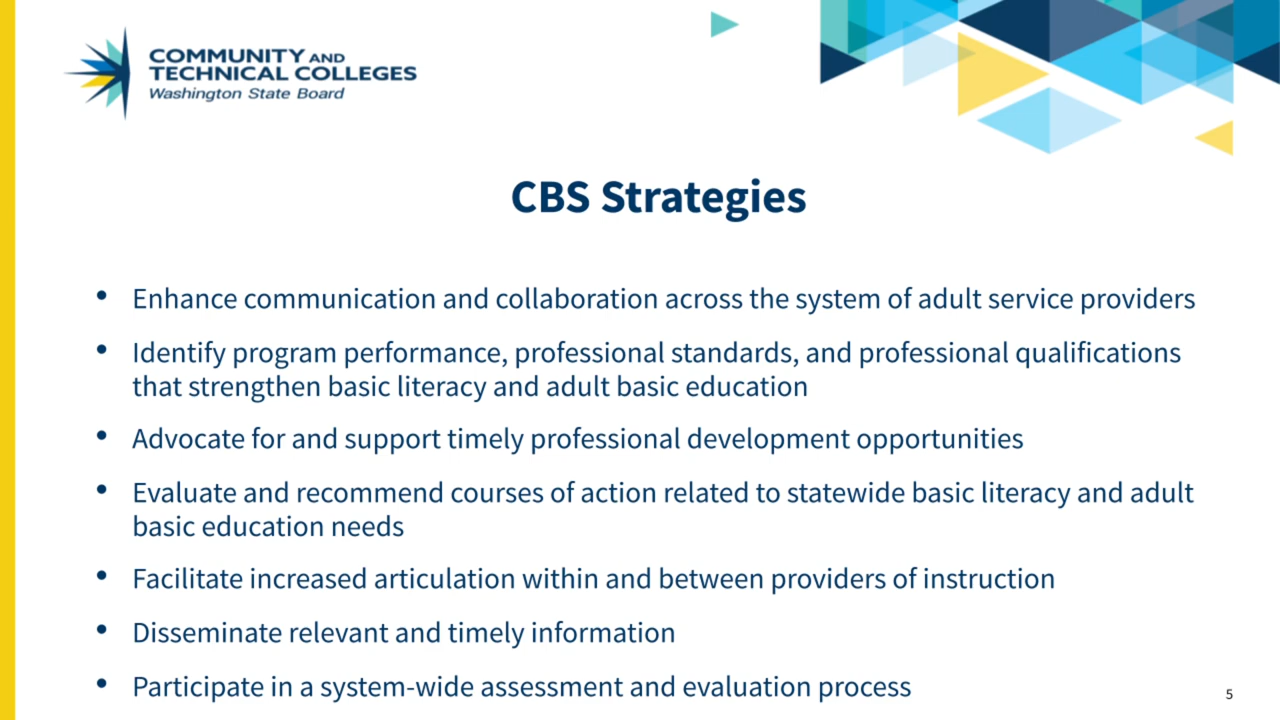 COMMUNITY AND
TECHNICAL COLLEGES
Washington State Board
CBS Strategies
• Enhance communication and collaboration across the system of adult service providers
• Identify program performance, professional standards, and professional qualifications
that strengthen basic literacy and adult basic education
• Advocate for and support timely professional development opportunities
• Evaluate and recommend courses of action related to statewide basic literacy and adult
basic education needs
• Facilitate increased articulation within and between providers of instruction
• Disseminate relevant and timely information
• Participate in a system-wide assessment and evaluation process
5